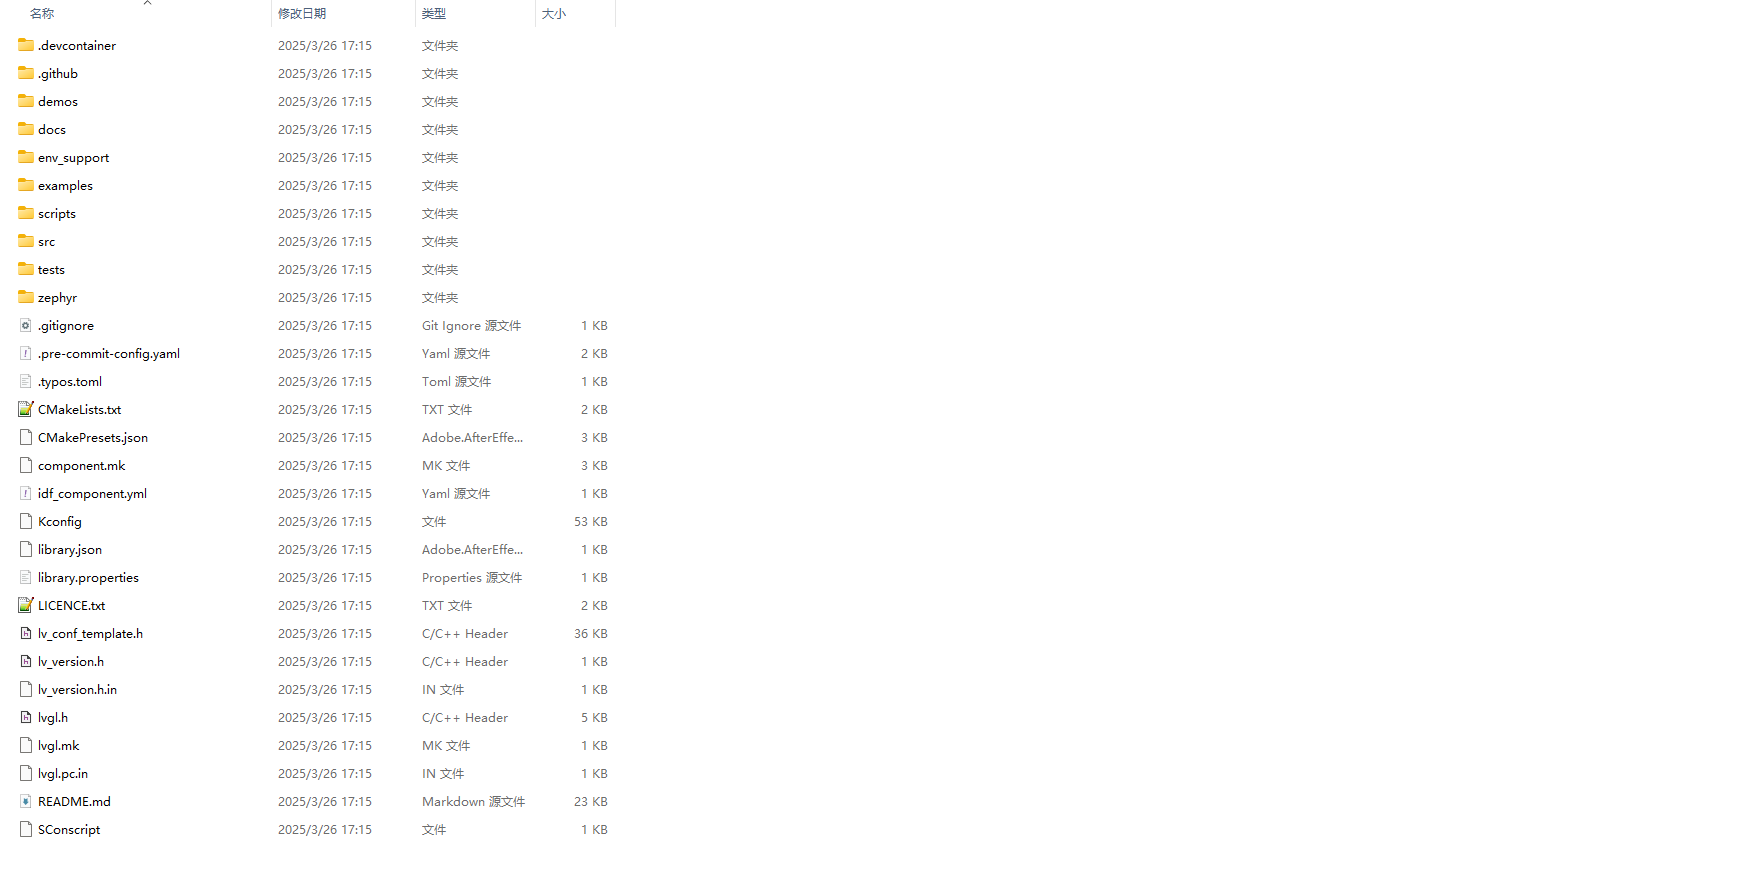 名称 修改日期 类型 大小
.devcontainer 2025/3/26 17:15 文件夹
.github 2025/3/26 17:15 文件夹
demos 2025/3/26 17:15 文件夹
docs 2025/3/26 17:15 文件夹
env_support 2025/3/26 17:15 文件夹
examples 2025/3/26 17:15 文件夹
scripts 2025/3/26 17:15 文件夹
src 2025/3/26 17:15 文件夹
tests 2025/3/26 17:15 文件夹
zephyr 2025/3/26 17:15 文件夹
.gitignore 2025/3/26 17:15 Git Ignore 源文件 1 KB
.pre-commit-config.yaml 2025/3/26 17:15 Yaml 源文件 2 KB
.typos.toml 2025/3/26 17:15 Toml 源文件 1 KB
CMakeLists.txt 2025/3/26 17:15 TXT 文件 2 KB
CMakePresets.json 2025/3/26 17:15 Adobe.AfterEffe... 3 KB
component.mk 2025/3/26 17:15 MK 文件 3 KB
idf_component.yml 2025/3/26 17:15 Yaml 源文件 1 KB
Kconfig 2025/3/26 17:15 文件 53 KB
library.json 2025/3/26 17:15 Adobe.AfterEffe... 1 KB
library.properties 2025/3/26 17:15 Properties 源文件 1 KB
LICENCE.txt 2025/3/26 17:15 TXT 文件 2 KB
lv_conf_template.h 2025/3/26 17:15 C/C++ Header 36 KB
lv_version.h 2025/3/26 17:15 C/C++ Header 1 KB
lv_version.h.in 2025/3/26 17:15 IN 文件 1 KB
lvgl.h 2025/3/26 17:15 C/C++ Header 5 KB
lvgl.mk 2025/3/26 17:15 MK 文件 1 KB
lvgl.pc.in 2025/3/26 17:15 IN 文件 1 KB
README.md 2025/3/26 17:15 Markdown 源文件 23 KB
SConscript 2025/3/26 17:15 文件 1 KB